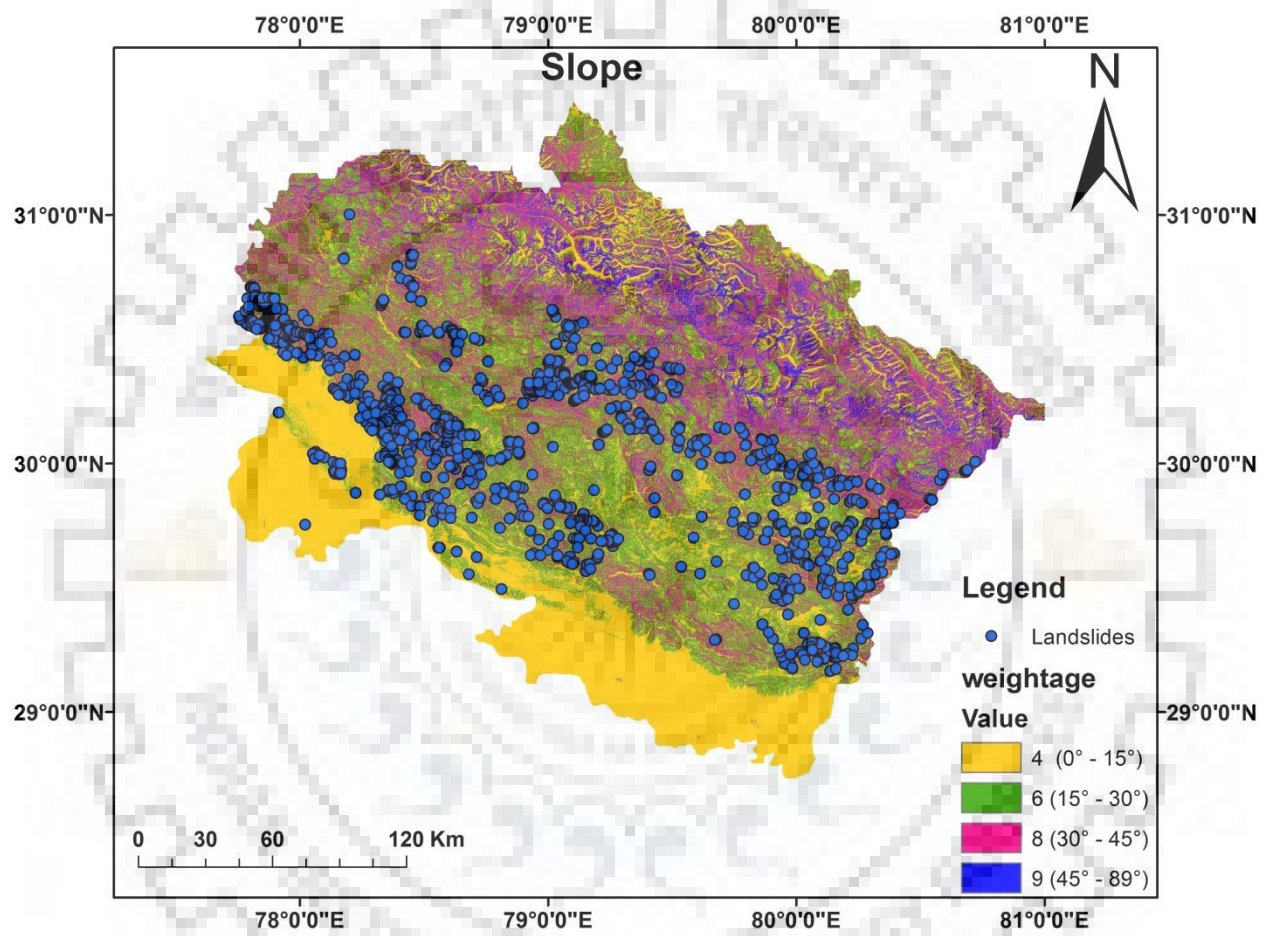 78°0'0"E 79°0'0"E 80°0'0"E 81°0'0"E
Slope
N
31°0'0"N 31°0'0"N
30°0'0"N 30°0'0"N
Legend
Landslides
weightage
29°0'0"N 29°0'0"N
Value
4 (0° - 15°)
6 (15° - 30°)
8 (30° - 45°)
9 (45° - 89°)
0 30 60 120 Km
78°0'0"E 79°0'0"E 80°0'0"E 81°0'0"E